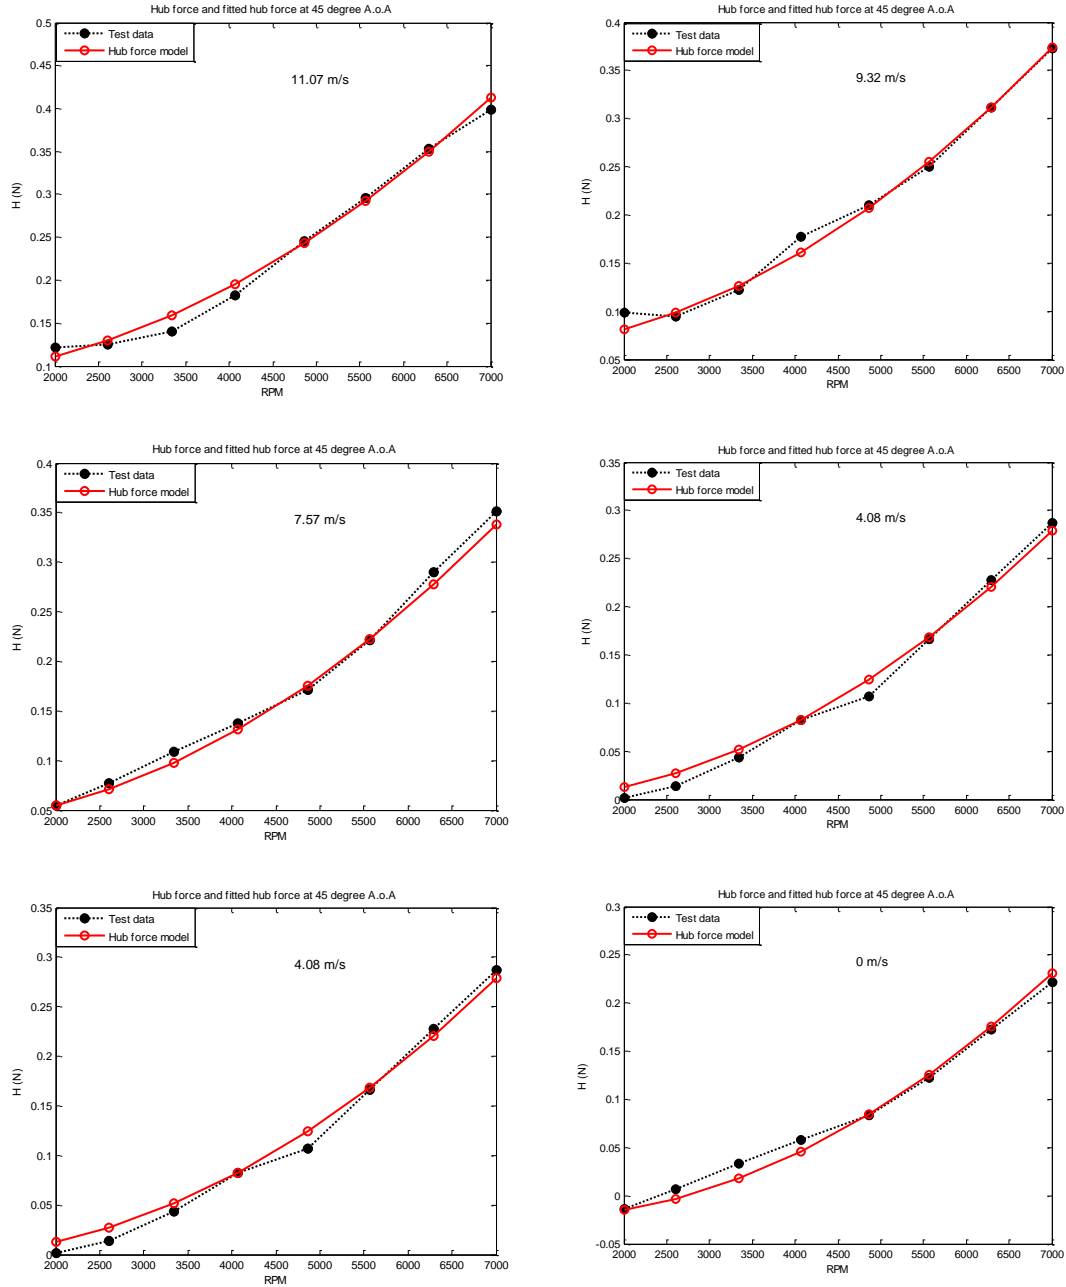 Hub force and fitted hub force at 45 degree A.o.A
0.5
Test data
Hub force model
0.45
11.07 m/s
0.4
0.35
0.3
H (N)
0.25
0.2
0.15
0.1
2000 2500 3000 3500 4000 4500 5000 5500 6000 6500 7000
RPM
Hub force and fitted hub force at 45 degree A.o.A
0.4
Test data
Hub force model
9.32 m/s
0.35
0.3
0.25
H (N)
0.2
0.15
0.1
0.05
2000 2500 3000 3500 4000 4500 5000 5500 6000 6500 7000
RPM
Hub force and fitted hub force at 45 degree A.o.A
0.4
Test data
Hub force model
0.35
7.57 m/s
0.3
0.25
H (N)
0.2
0.15
0.1
0.05
2000 2500 3000 3500 4000 4500 5000 5500 6000 6500 7000
RPM
Hub force and fitted hub force at 45 degree A.o.A
0.35
Test data
Hub force model
0.3
4.08 m/s
0.25
0.2
H (N)
0.15
0.1
0.05
0
2000 2500 3000 3500 4000 4500 5000 5500 6000 6500 7000
RPM
Hub force and fitted hub force at 45 degree A.o.A
0.35
Test data
Hub force model
0.3
4.08 m/s
0.25
0.2
H (N)
0.15
0.1
0.05
0
2000 2500 3000 3500 4000 4500 5000 5500 6000 6500 7000
RPM
Hub force and fitted hub force at 45 degree A.o.A
0.3
Test data
Hub force model
0.25
0 m/s
0.2
0.15
H (N)
0.1
0.05
0
-0.05
2000 2500 3000 3500 4000 4500 5000 5500 6000 6500 7000
RPM